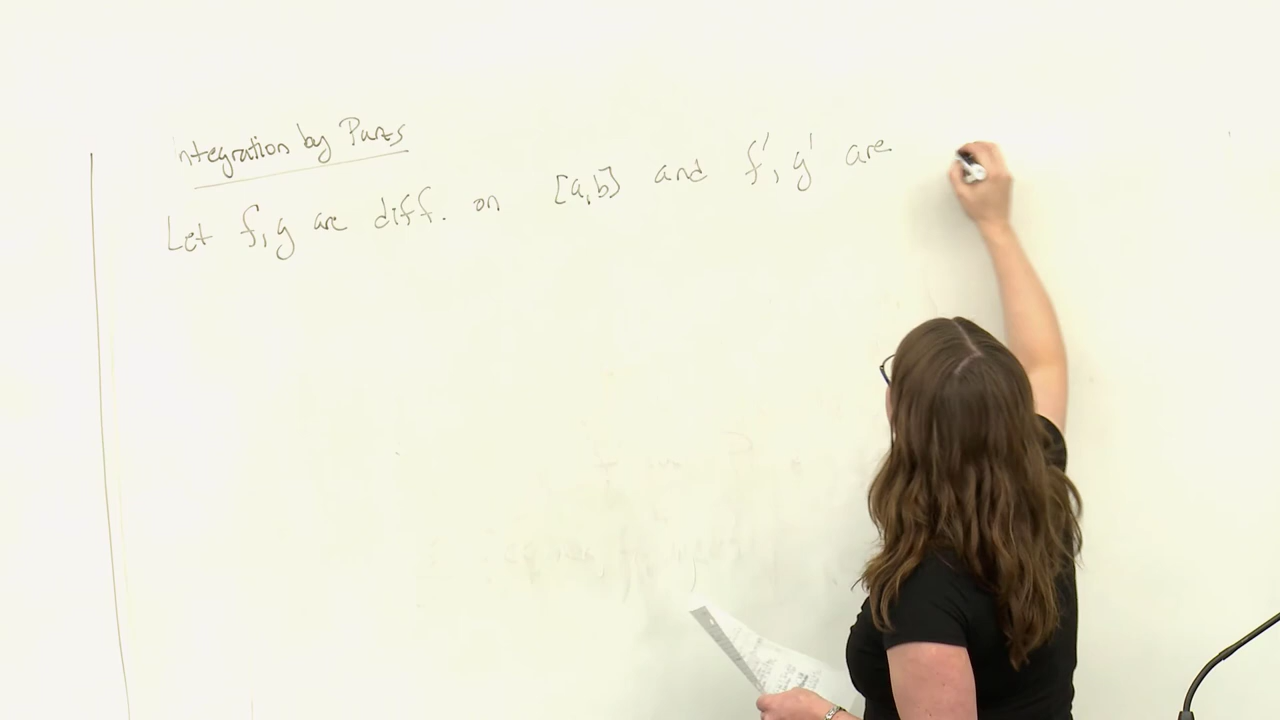 Integration by Parts
Let f, g are diff. on [a,b] and f', g' are